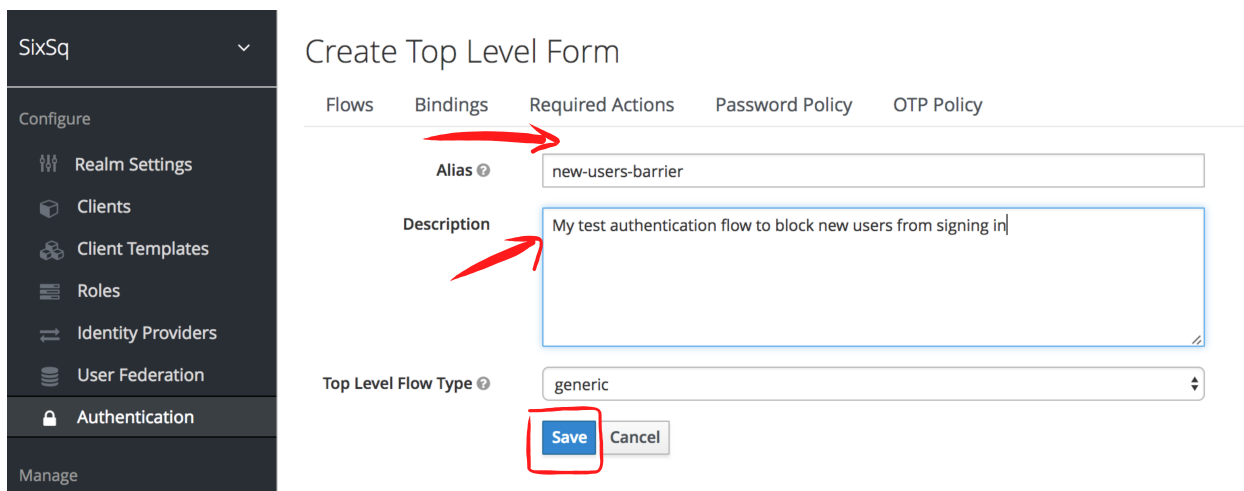 SixSq
Configure
Realm Settings
Clients
Client Templates
Roles
Identity Providers
User Federation
Authentication
Manage
Create Top Level Form
Flows Bindings Required Actions Password Policy OTP Policy
Alias new-users-barrier
Description My test authentication flow to block new users from signing in
Top Level Flow Type generic
Save Cancel